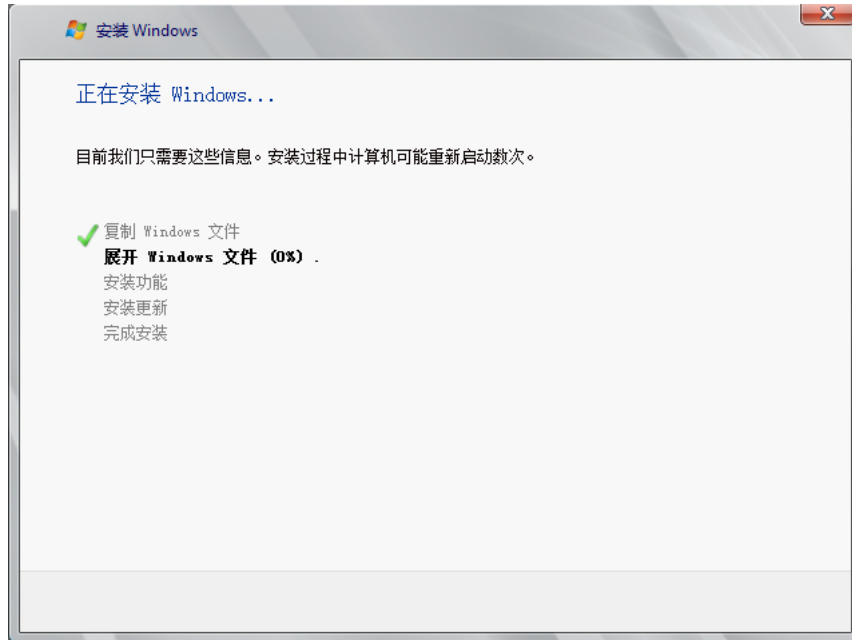 安装 Windows
正在安装 Windows...
目前我们只需要这些信息。安装过程中计算机可能重新启动数次。
复制 Windows 文件
展开 Windows 文件 (0%) .
安装功能
安装更新
完成安装